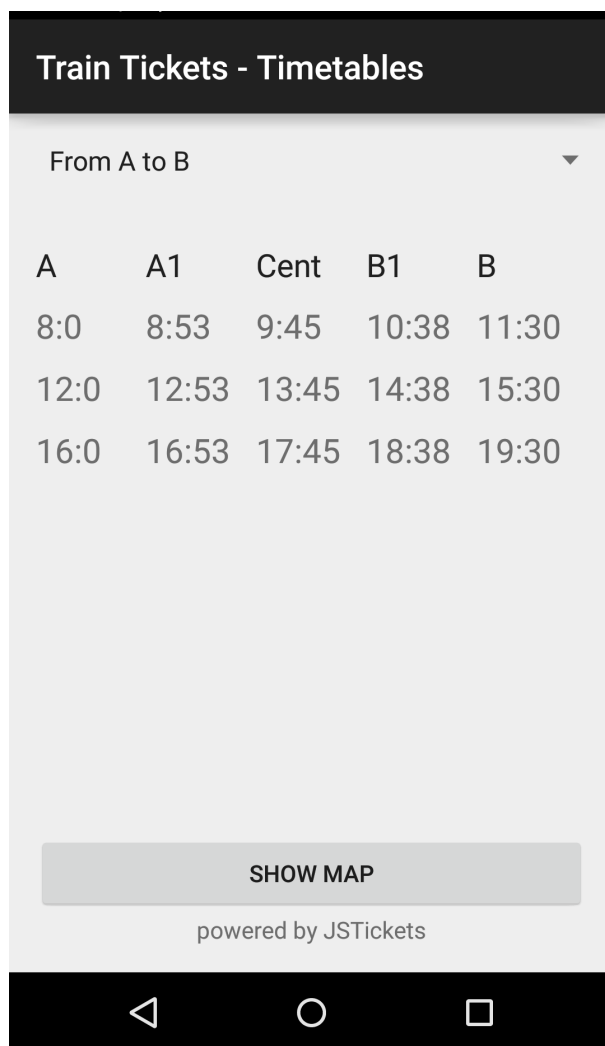 Train Tickets - Timetables
From A to B
A A1 Cent B1 B
8:0 8:53 9:45 10:38 11:30
12:0 12:53 13:45 14:38 15:30
16:0 16:53 17:45 18:38 19:30
SHOW MAP
powered by JSTickets